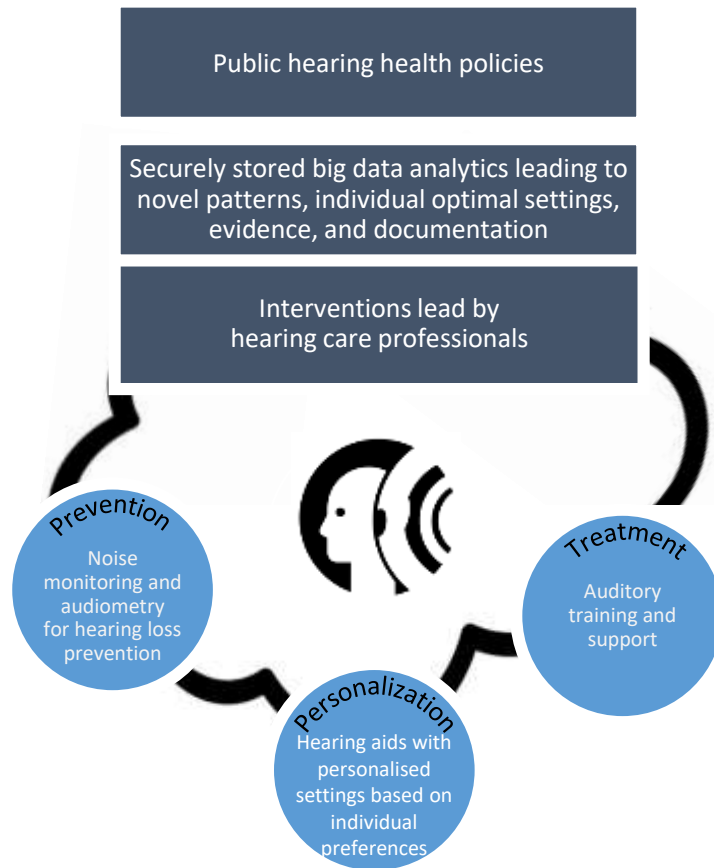 Public hearing health policies
Securely stored big data analytics leading to
novel patterns, individual optimal settings,
evidence, and documentation
Interventions lead by
hearing care professionals
Prevention
Noise
monitoring and
audiometry
for hearing loss
prevention
Treatment
Auditory
training and
support
Personalization
Hearing aids with
personalised
settings based on
individual
preferences